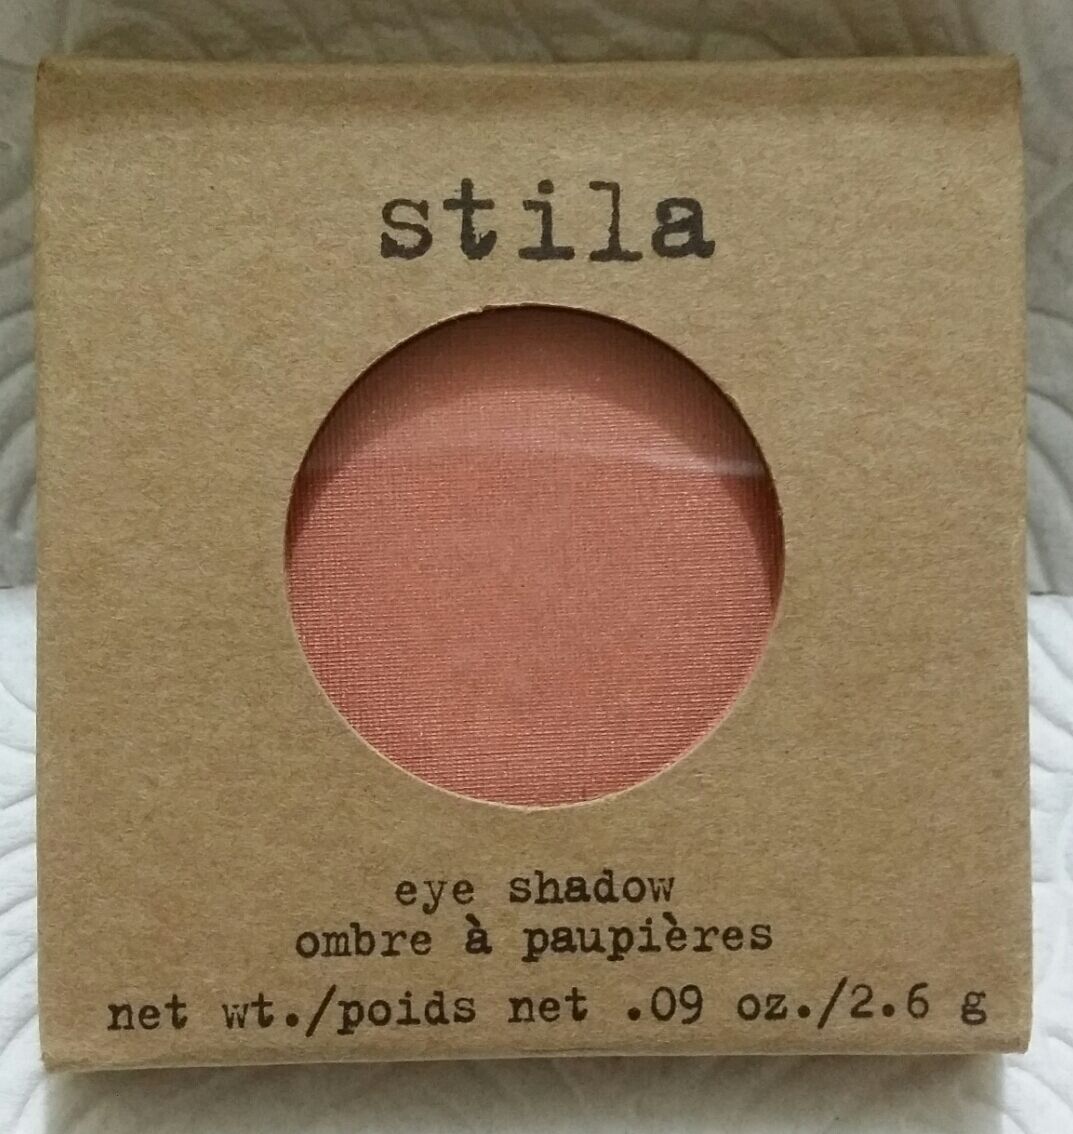 stila
eye shadow
ombre à paupières
net wt./poids net .09 oz./2.6 g